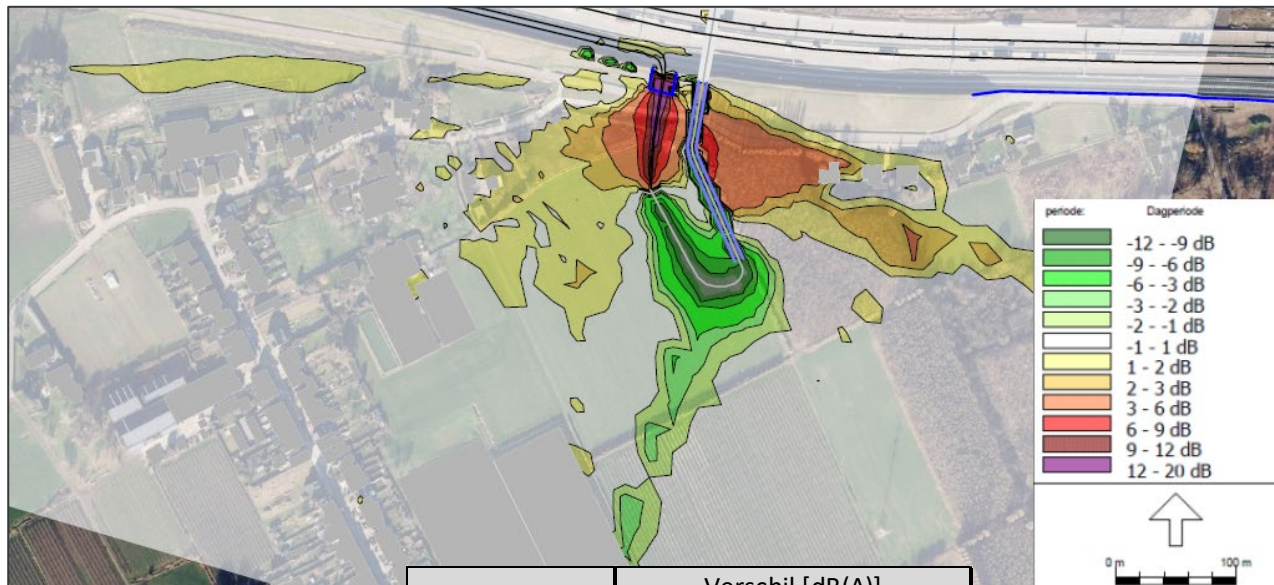 periode: Dagperiode
-12 - -9 dB
-9 - -6 dB
-6 - -3 dB
-3 - -2 dB
-2 - -1 dB
-1 - 1 dB
1 - 2 dB
2 - 3 dB
3 - 6 dB
6 - 9 dB
9 - 12 dB
12 - 20 dB
0 m 100 m
Verschil [dB(A)]